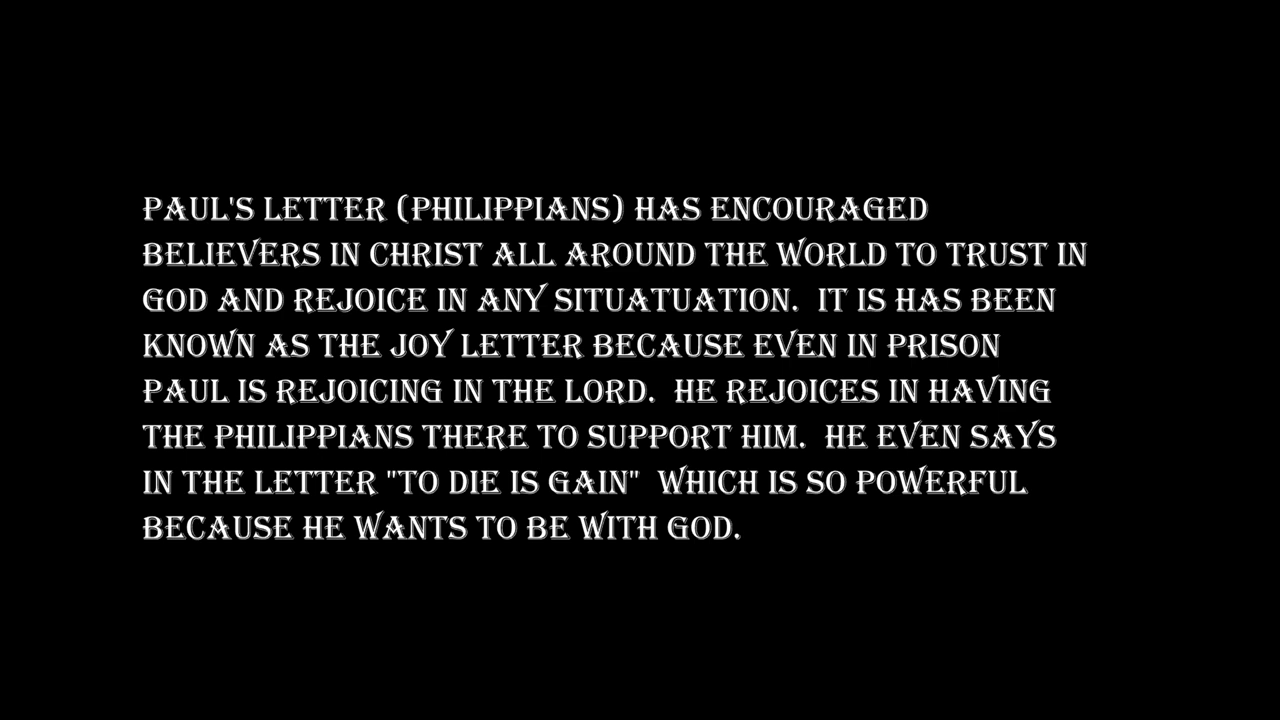 PAUL'S LETTER (PHILIPPIANS) HAS ENCOURAGED
BELIEVERS IN CHRIST ALL AROUND THE WORLD TO TRUST IN
GOD AND REJOICE IN ANY SITUATUATION.  IT IS HAS BEEN
KNOWN AS THE JOY LETTER BECAUSE EVEN IN PRISON
PAUL IS REJOICING IN THE LORD.  HE REJOICES IN HAVING
THE PHILIPPIANS THERE TO SUPPORT HIM.  HE EVEN SAYS
IN THE LETTER "TO DIE IS GAIN"  WHICH IS SO POWERFUL
BECAUSE HE WANTS TO BE WITH GOD.